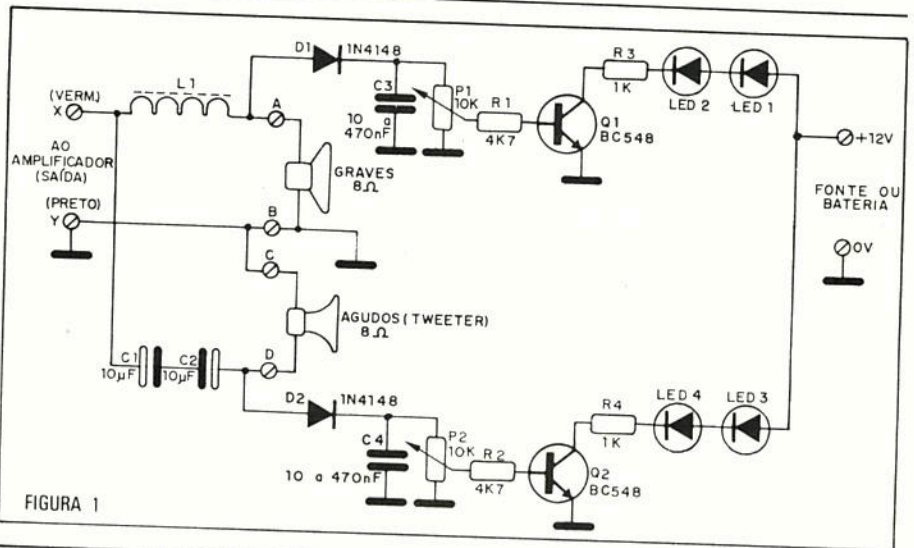 D1
1N4148
R3
1K
LED 2
LED 1
L1
(VERM.)
X
A
C3
10 a
470nF
P1
10K
R1
4K7
Q1
BC548
+12V
AO
AMPLIFICADOR
(SAÍDA)
GRAVES
8Ω
FONTE OU
BATERIA
(PRETO)
Y
B
C
0V
AGUDOS (TWEETER)
8Ω
C1
10µF
C2
10µF
D
D2
1N4148
C4
10 a 470nF
P2
10K
R2
4K7
R4
1K
LED 4
LED 3
Q2
BC548
FIGURA 1